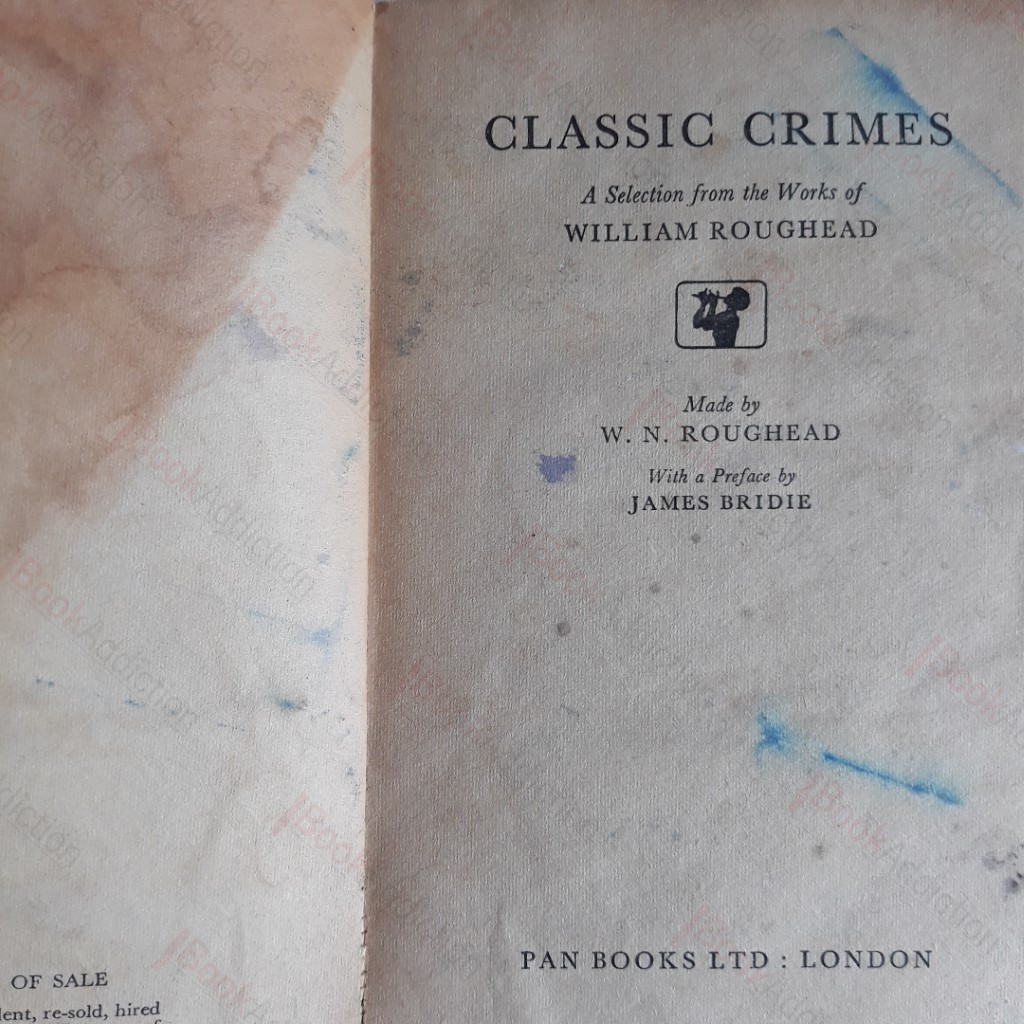 CLASSIC CRIMES
A Selection from the Works of
WILLIAM ROUGHEAD
Made by
W. N. ROUGHEAD
With a Preface by
JAMES BRIDIE
PAN BOOKS LTD : LONDON
OF SALE
lent, re-sold, hired
BookAddiction